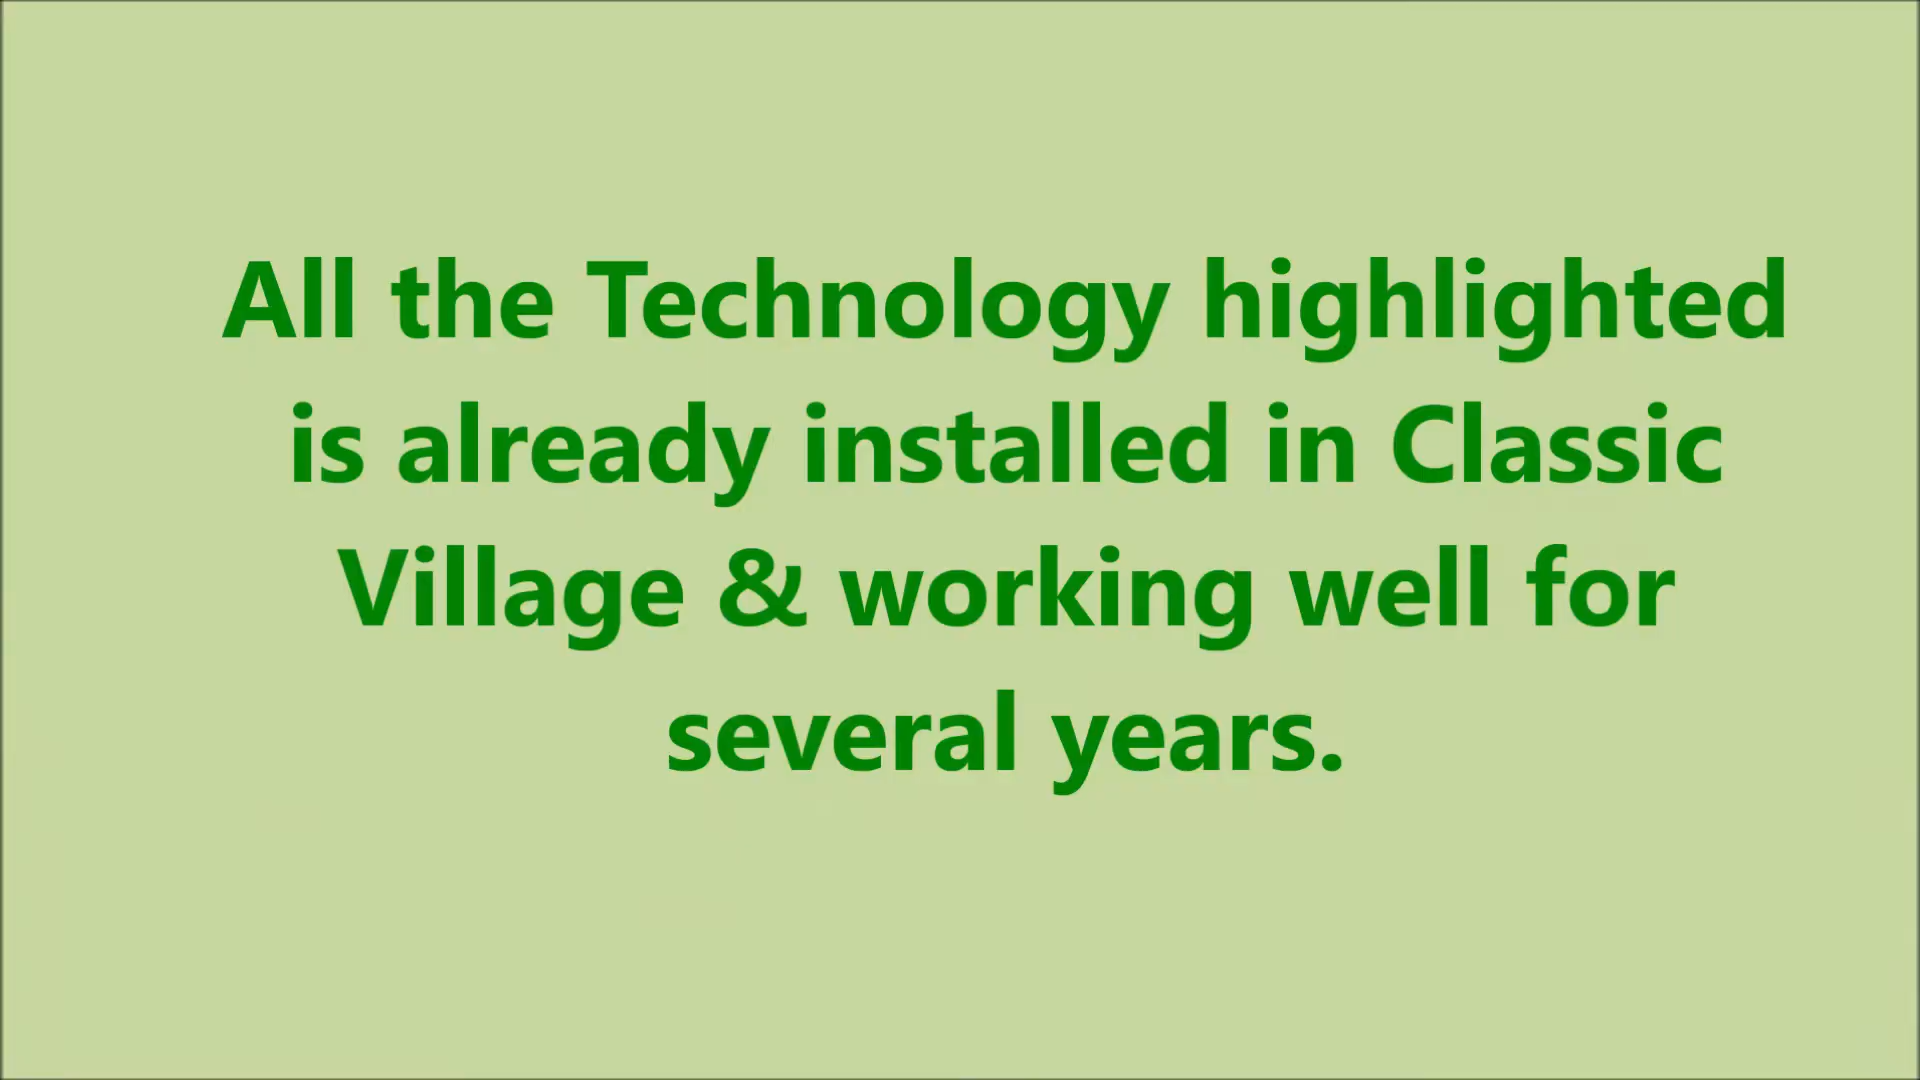 All the Technology highlighted
is already installed in Classic
Village & working well for
several years.